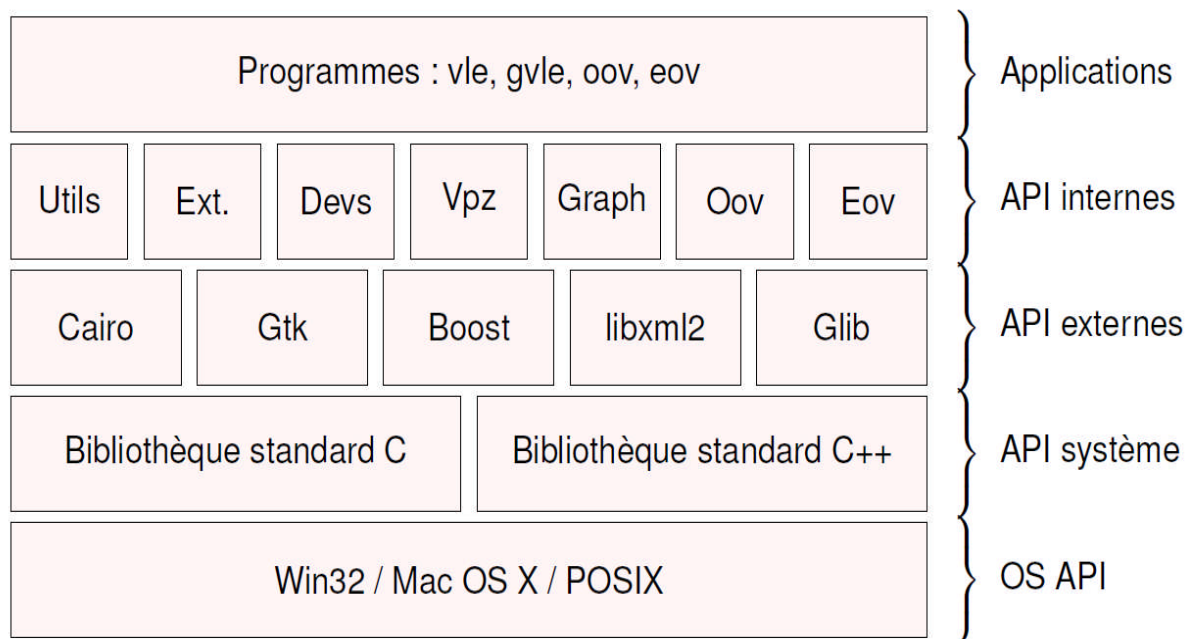 Programmes : vle, gvle, oov, eov
Applications
Utils
Ext.
Devs
Vpz
Graph
Oov
Eov
API internes
Cairo
Gtk
Boost
libxml2
Glib
API externes
Bibliothèque standard C
Bibliothèque standard C++
API système
Win32 / Mac OS X / POSIX
OS API